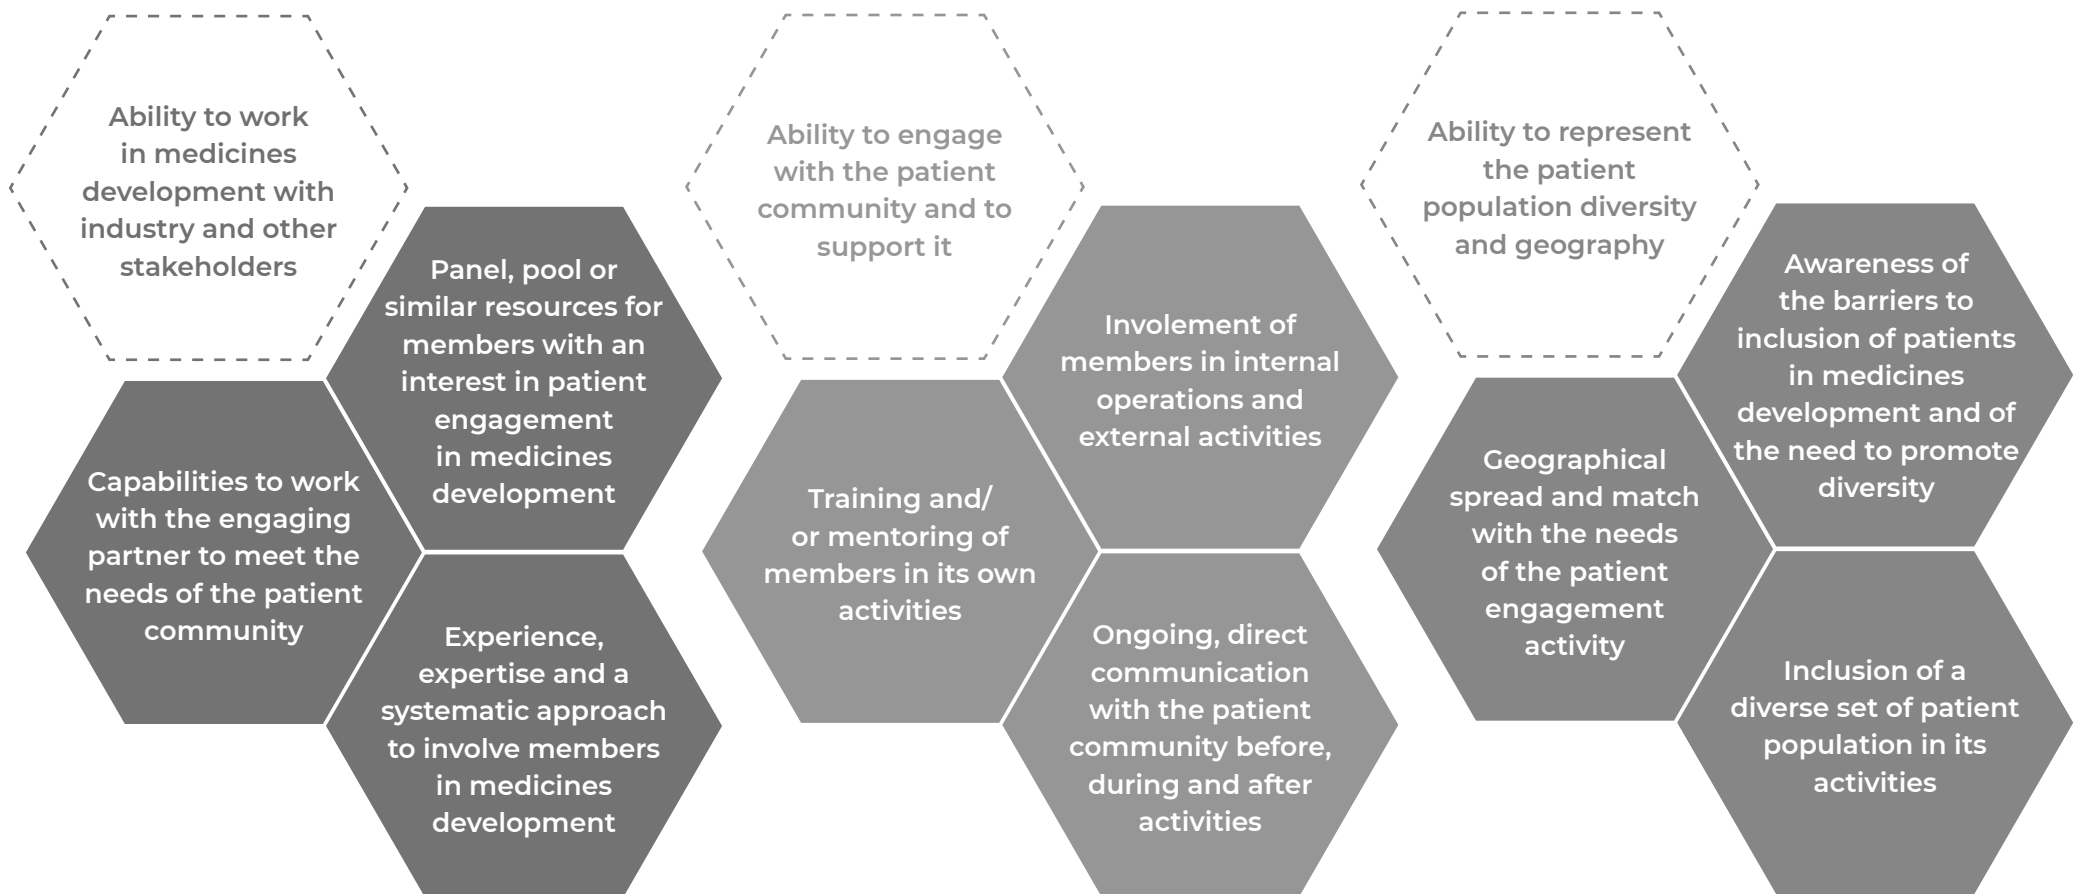 Ability to work
in medicines
development with
industry and other
stakeholders
Panel, pool or
similar resources for
members with an
interest in patient
engagement
in medicines
development
Capabilities to work
with the engaging
partner to meet the
needs of the patient
community
Experience,
expertise and a
systematic approach
to involve members
in medicines
development
Ability to engage
with the patient
community and to
support it
Involement of
members in internal
operations and
external activities
Training and/
or mentoring of
members in its own
activities
Ongoing, direct
communication
with the patient
community before,
during and after
activities
Ability to represent
the patient
population diversity
and geography
Awareness of
the barriers to
inclusion of patients
in medicines
development and of
the need to promote
diversity
Geographical
spread and match
with the needs
of the patient
engagement
activity
Inclusion of a
diverse set of patient
population in its
activities